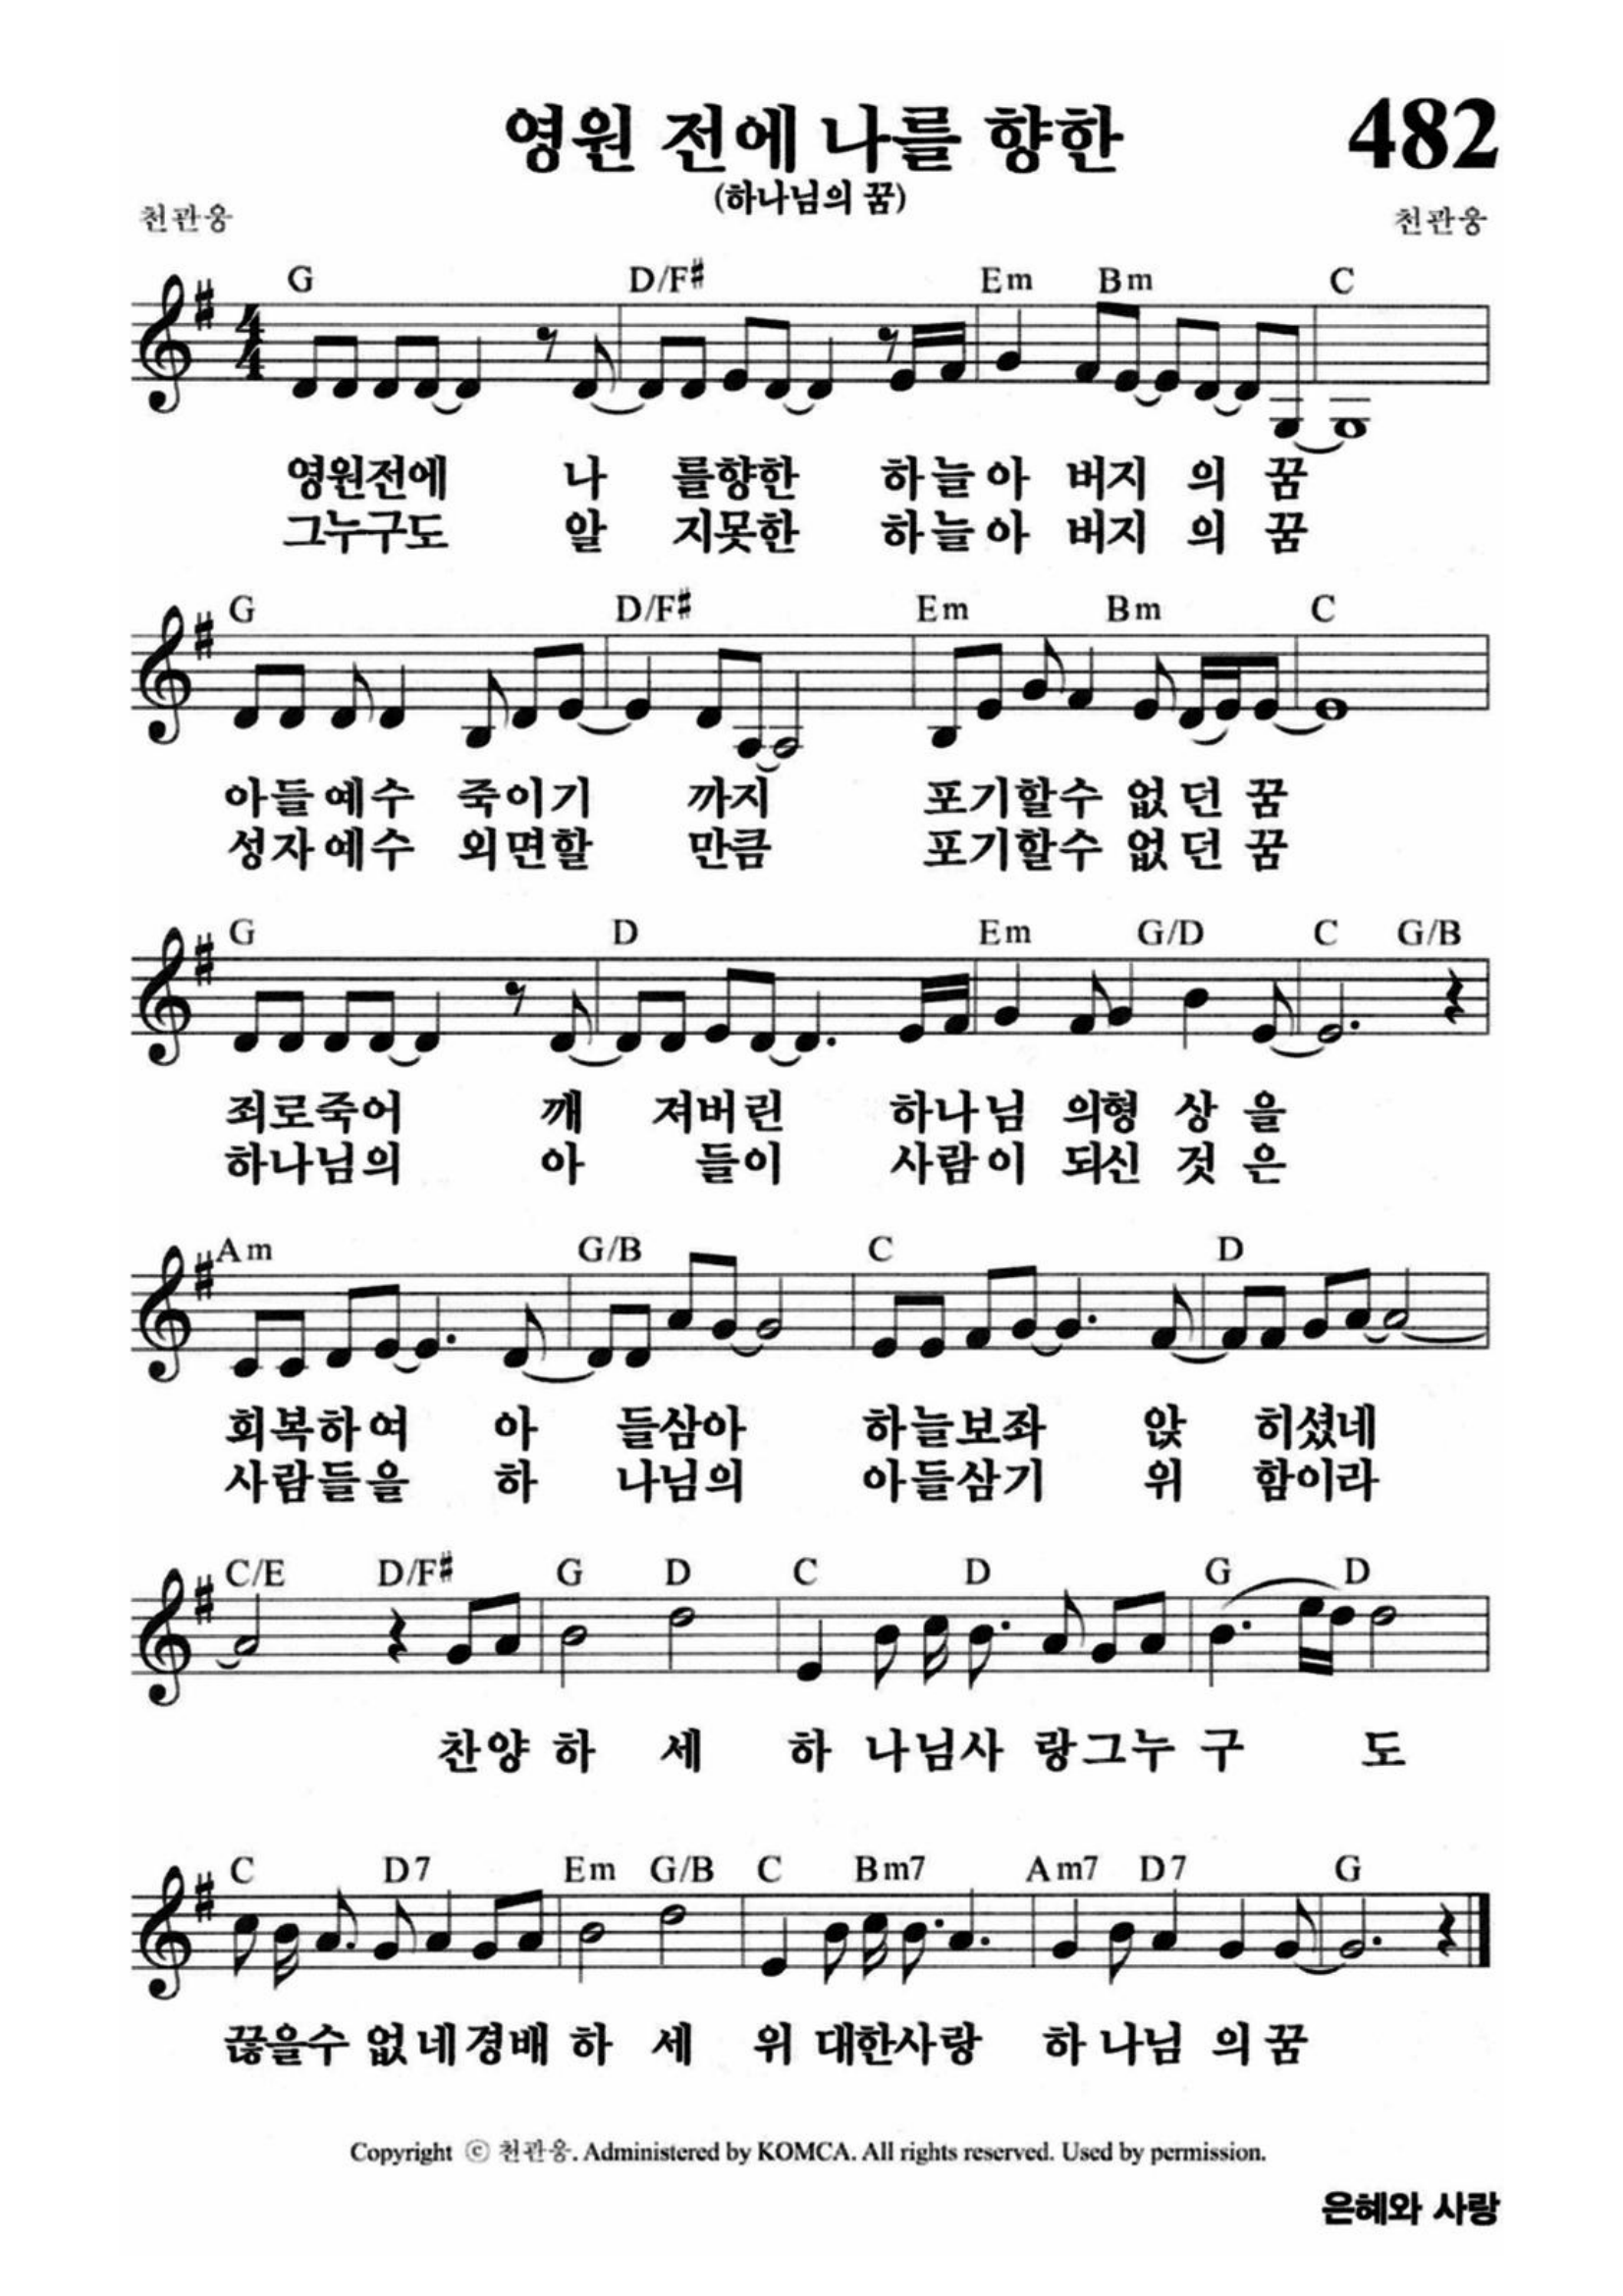 영원 전에 나를 향한 482
(하나님의 꿈)
천관웅 천관웅
G D/F# Em Bm C
4
4
영원전에 나 를향한 하늘아 버지 의 꿈
그누구도 알 지못한 하늘아 버지 의 꿈
G D/F# Em Bm C
아들예수 죽이기 까지 포기할수 없던 꿈
성자예수 외면할 만큼 포기할수 없던 꿈
G D Em G/D C G/B
죄로죽어 깨 져버린 하나님 의형 상 을
하나님의 아 들이 사람이 되신 것 은
Am G/B C D
회복하여 아 들삼아 하늘보좌 앉 히셨네
사람들을 하 나님의 아들삼기 위 함이라
C/E D/F# G D C D G D
찬양 하 세 하 나님사 랑그누 구 도
C D7 Em G/B C Bm7 Am7 D7 G
끊을수 없네경배 하 세 위 대한사랑 하나님 의꿈
Copyright ⓒ 천관웅. Administered by KOMCA. All rights reserved. Used by permission.
은혜와 사랑